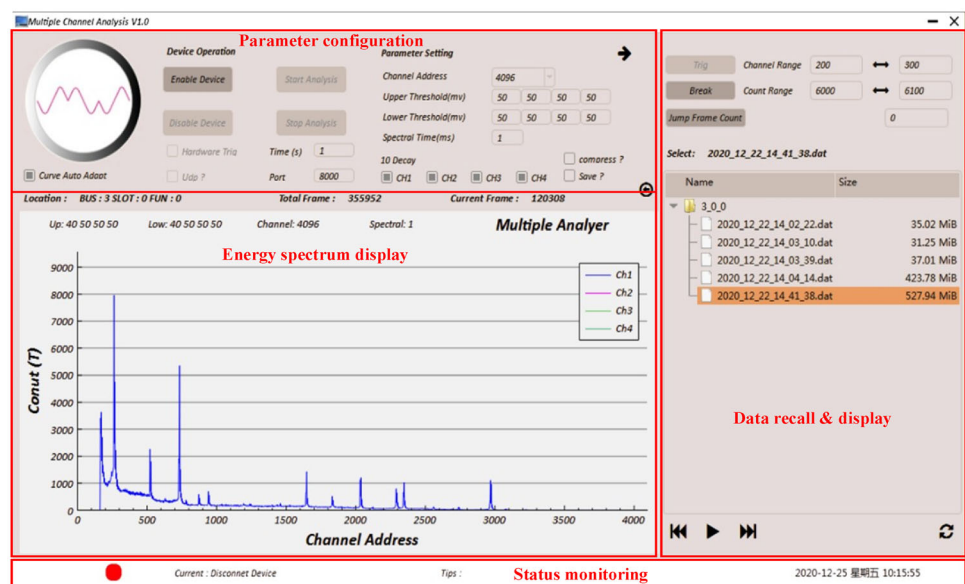 Multiple Channel Analysis V1.0
Parameter configuration
Device Operation
Parameter Setting
Enable Device
Start Analysis
Channel Address 4096
Upper Threshold(mv) 50 50 50 50
Disable Device
Stop Analysis
Lower Threshold(mv) 50 50 50 50
Spectral Time(ms) 1
Hardware Trig
Time (s) 1
10 Decay
compress ?
Curve Auto Adapt
Udp ?
Port 8000
CH1 CH2 CH3 CH4 Save ?
Location : BUS : 3 SLOT : 0 FUN : 0 Total Frame : 355952 Current Frame : 120308
Up: 40 50 50 50 Low: 40 50 50 50 Channel: 4096 Spectral: 1 Multiple Analyer
Energy spectrum display
Ch1
Ch2
Ch3
Ch4
9000
8000
7000
6000
5000
4000
3000
2000
1000
0
Conut (T)
0 500 1000 1500 2000 2500 3000 3500 4000
Channel Address
Trig Channel Range 200 300
Break Count Range 6000 6100
Jump Frame Count 0
Select: 2020_12_22_14_41_38.dat
Name Size
3_0_0
2020_12_22_14_02_22.dat 35.02 MiB
2020_12_22_14_03_10.dat 31.25 MiB
2020_12_22_14_03_39.dat 37.01 MiB
2020_12_22_14_04_14.dat 423.78 MiB
2020_12_22_14_41_38.dat 527.94 MiB
Data recall & display
Current : Disconnet Device Tips : Status monitoring 2020-12-25 星期五 10:15:55